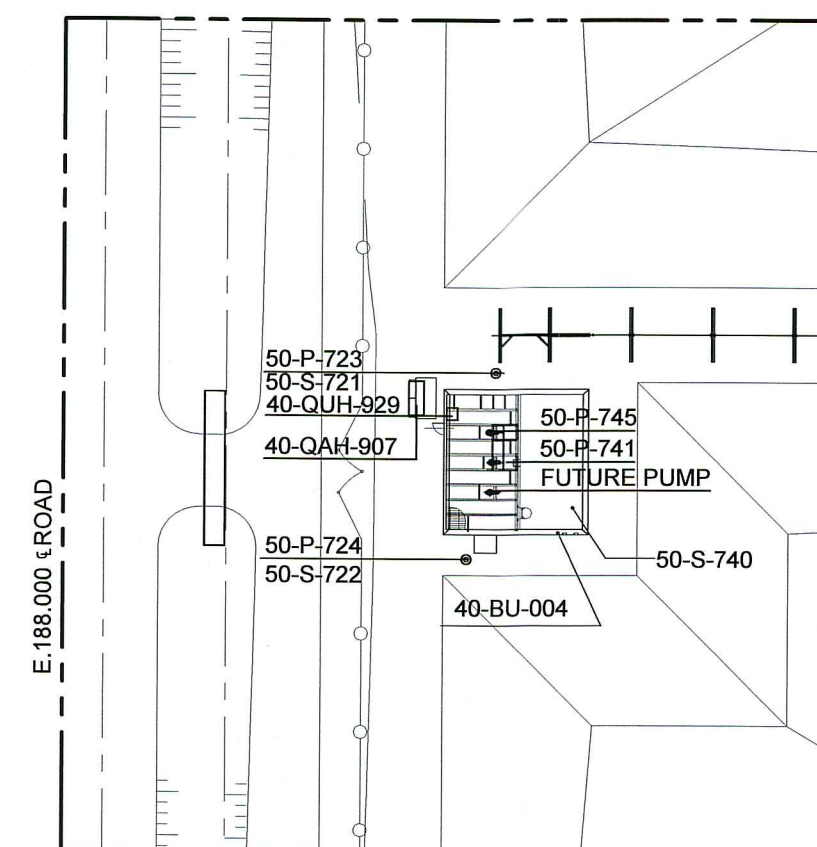 50-P-723
50-S-721
40-QUH-929
40-QAH-907
50-P-745
50-P-741
FUTURE PUMP
50-P-724
50-S-722
50-S-740
40-BU-004
E.188.000 ℄ ROAD